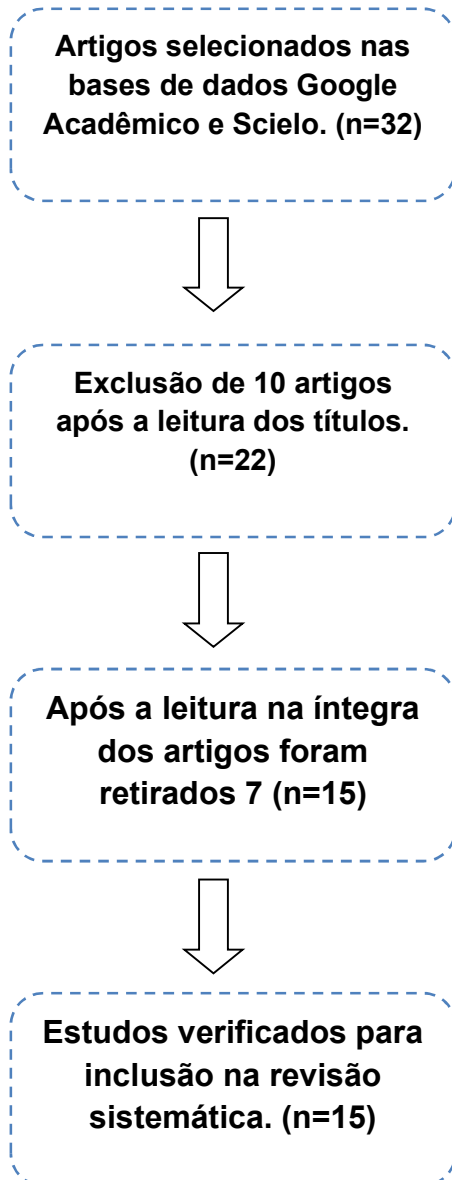 Artigos selecionados nas
bases de dados Google
Acadêmico e Scielo. (n=32)
Exclusão de 10 artigos
após a leitura dos títulos.
(n=22)
Após a leitura na íntegra
dos artigos foram
retirados 7 (n=15)
Estudos verificados para
inclusão na revisão
sistemática. (n=15)